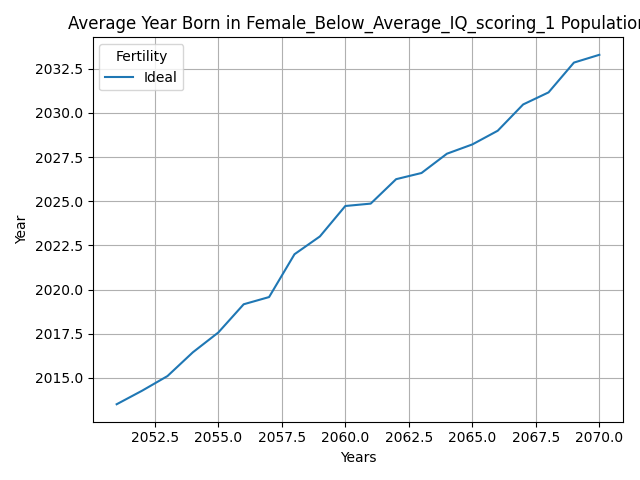 Average Year Born in Female_Below_Average_IQ_scoring_1 Population
Fertility
Ideal
Year
2032.5
2030.0
2027.5
2025.0
2022.5
2020.0
2017.5
2015.0
2052.5 2055.0 2057.5 2060.0 2062.5 2065.0 2067.5 2070.0
Years